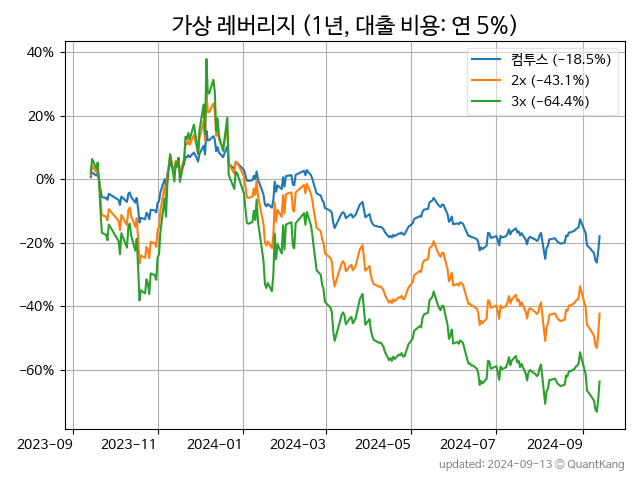 가상 레버리지 (1년, 대출 비용: 연 5%)
컴투스 (-18.5%)
2x (-43.1%)
3x (-64.4%)
40%
20%
0%
−20%
−40%
−60%
2023-09
2023-11
2024-01
2024-03
2024-05
2024-07
2024-09
updated: 2024-09-13 © QuantKang